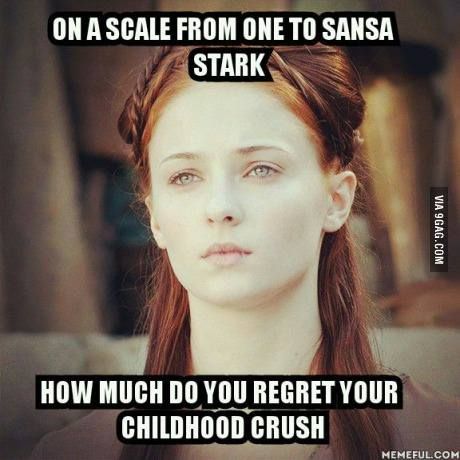 ON A SCALE FROM ONE TO SANSA
STARK
VIA 9GAG.COM
HOW MUCH DO YOU REGRET YOUR
CHILDHOOD CRUSH
MEMEFUL.COM